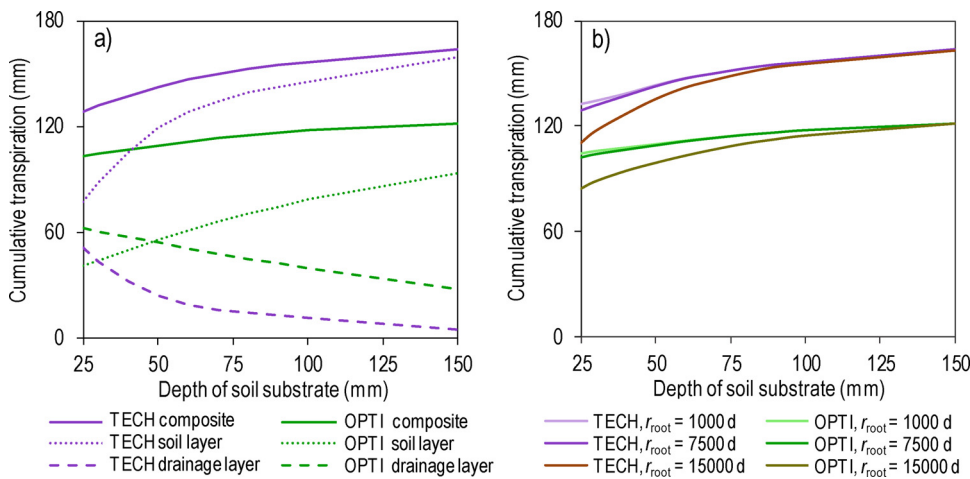 a)
180
120
60
0
Cumulative transpiration (mm)
25 50 75 100 125 150
Depth of soil substrate (mm)
TECH composite
OPTI composite
TECH soil layer
OPTI soil layer
TECH drainage layer
OPTI drainage layer
b)
180
120
60
0
Cumulative transpiration (mm)
25 50 75 100 125 150
Depth of soil substrate (mm)
TECH, rroot = 1000 d
OPTI, rroot = 1000 d
TECH, rroot = 7500 d
OPTI, rroot = 7500 d
TECH, rroot = 15000 d
OPTI, rroot = 15000 d